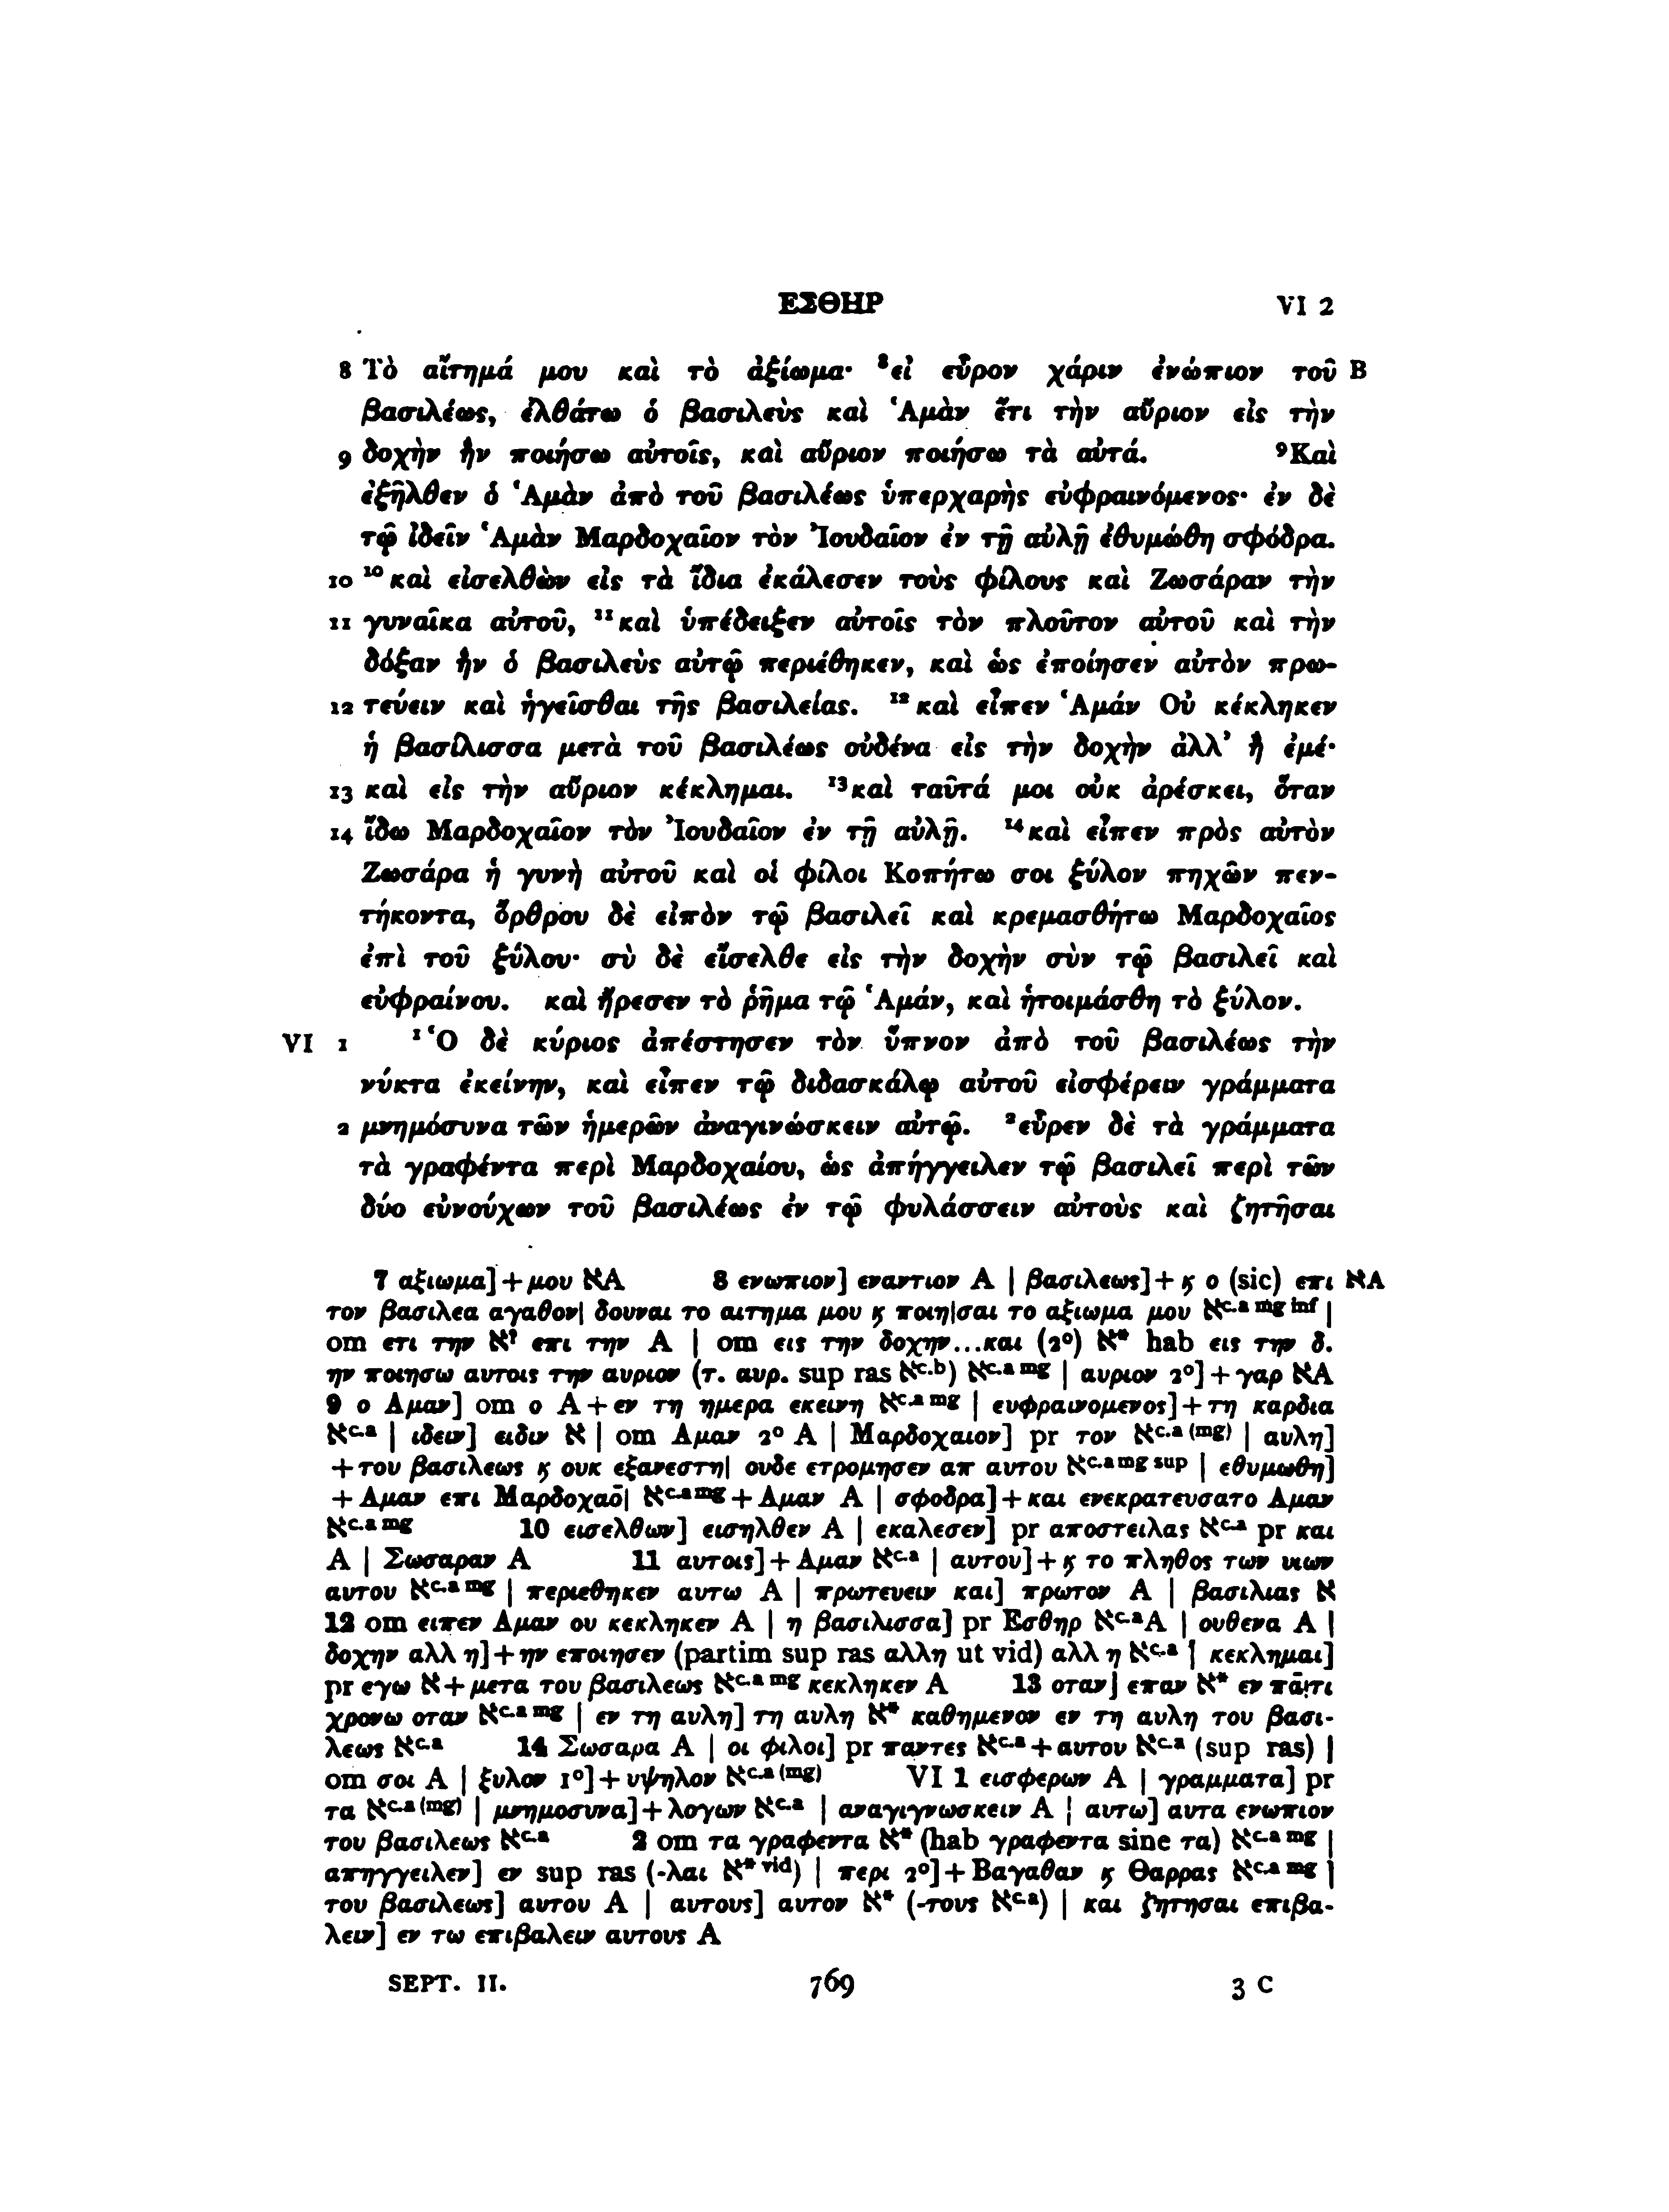 ΕΣΘΗΡ VI 2
8 Τὸ αἴτημά μου καὶ τὸ ἀξίωμα· ⁸εἰ εὗρον χάριν ἐνώπιον τοῦ B
βασιλέως, ἐλθάτω ὁ βασιλεὺς καὶ Ἁμὰν ἔτι τὴν αὔριον εἰς τὴν
9 δοχὴν ἣν ποιήσω αὐτοῖς, καὶ αὔριον ποιήσω τὰ αὐτά. ⁹Καὶ
ἐξῆλθεν ὁ Ἁμὰν ἀπὸ τοῦ βασιλέως ὑπερχαρὴς εὐφραινόμενος· ἐν δὲ
τῷ ἰδεῖν Ἁμὰν Μαρδοχαῖον τὸν Ἰουδαῖον ἐν τῇ αὐλῇ ἐθυμώθη σφόδρα.
10 ¹⁰καὶ εἰσελθὼν εἰς τὰ ἴδια ἐκάλεσεν τοὺς φίλους καὶ Ζωσάραν τὴν
11 γυναῖκα αὐτοῦ, ¹¹καὶ ὑπέδειξεν αὐτοῖς τὸν πλοῦτον αὐτοῦ καὶ τὴν
δόξαν ἣν ὁ βασιλεὺς αὐτῷ περιέθηκεν, καὶ ὡς ἐποίησεν αὐτὸν πρω-
12 τεύειν καὶ ἡγεῖσθαι τῆς βασιλείας. ¹²καὶ εἶπεν Ἁμάν Οὐ κέκληκεν
ἡ βασίλισσα μετὰ τοῦ βασιλέως οὐδένα εἰς τὴν δοχὴν ἀλλ’ ἢ ἐμέ·
13 καὶ εἰς τὴν αὔριον κέκλημαι. ¹³καὶ ταῦτά μοι οὐκ ἀρέσκει, ὅταν
14 ἴδω Μαρδοχαῖον τὸν Ἰουδαῖον ἐν τῇ αὐλῇ. ¹⁴καὶ εἶπεν πρὸς αὐτὸν
Ζωσάρα ἡ γυνὴ αὐτοῦ καὶ οἱ φίλοι Κοπήτω σοι ξύλον πηχῶν πεν-
τήκοντα, ὄρθρου δὲ εἰπὸν τῷ βασιλεῖ καὶ κρεμασθήτω Μαρδοχαῖος
ἐπὶ τοῦ ξύλου· σὺ δὲ εἴσελθε εἰς τὴν δοχὴν σὺν τῷ βασιλεῖ καὶ
εὐφραίνου. καὶ ἤρεσεν τὸ ῥῆμα τῷ Ἁμάν, καὶ ἡτοιμάσθη τὸ ξύλον.
VI 1 ¹Ὁ δὲ κύριος ἀπέστησεν τὸν ὕπνον ἀπὸ τοῦ βασιλέως τὴν
νύκτα ἐκείνην, καὶ εἶπεν τῷ διδασκάλῳ αὐτοῦ εἰσφέρειν γράμματα
2 μνημόσυνα τῶν ἡμερῶν ἀναγινώσκειν αὐτῷ. ²εὗρεν δὲ τὰ γράμματα
τὰ γραφέντα περὶ Μαρδοχαίου, ὡς ἀπήγγειλεν τῷ βασιλεῖ περὶ τῶν
δύο εὐνούχων τοῦ βασιλέως ἐν τῷ φυλάσσειν αὐτοὺς καὶ ζητῆσαι
7 αξιωμα]+μου אA 8 ενωπιον] εναντιον A | βασιλεως]+ϗ ο (sic) επι אA
τον βασιλεα αγαθον| δουναι το αιτημα μου ϗ ποιη|σαι το αξιωμα μου א^c.a mg inf |
om ετι την א? επι την A | om εις την δοχην...και (2º) א* hab εις την δ.
ην ποιησω αυτοις την αυριον (τ. αυρ. sup ras א^c.b) א^c.a mg | αυριον 2º]+γαρ אA
9 ο Αμαν] om ο A+εν τη ημερα εκεινη א^c.a mg | ευφραινομενος]+τη καρδια
א^c.a | ιδειν] ειδιν א | om Αμαν 2º A | Μαρδοχαιον] pr τον א^c.a (mg) | αυλη]
+του βασιλεως ϗ ουκ εξανεστη| ουδε ετρομησεν απ αυτου א^c.a mg sup | εθυμωθη]
+Αμαν επι Μαρδοχαο̄| א^c.a mg+Αμαν A | σφοδρα]+και ενεκρατευσατο Αμαν
א^c.a mg 10 εισελθων] εισηλθεν A | εκαλεσεν] pr αποστειλας א^c.a pr και
A | Σωσαραν A 11 αυτοις]+Αμαν א^c.a | αυτου]+ϗ το πληθος των υιων
αυτου א^c.a mg | περιεθηκεν αυτω A | πρωτευειν και] πρωτον A | βασιλιας א
12 om ειπεν Αμαν ου κεκληκεν A | η βασιλισσα] pr Εσθηρ א^c.a A | ουθενα A |
δοχην αλλ η]+ην εποιησεν (partim sup ras αλλη ut vid) αλλ η א^c.a | κεκλημαι]
pr εγω א+μετα του βασιλεως א^c.a mg κεκληκεν A 13 οταν] επαν א* εν πᾱ|τι
χρονω οταν א^c.a mg | εν τη αυλη] τη αυλη א* καθημενον εν τη αυλη του βασι-
λεως א^c.a 14 Σωσαρα A | οι φιλοι] pr παντες א^c.a+αυτου א^c.a (sup ras) |
om σοι A | ξυλον 1º]+υψηλον א^c.a (mg) VI 1 εισφερων A | γραμματα] pr
τα א^c.a (mg) | μνημοσυνα]+λογων א^c.a | αναγιγνωσκειν A | αυτω] αυτα ενωπιον
του βασιλεως א^c.a 2 om τα γραφεντα א* (hab γραφεντα sine τα) א^c.a mg |
απηγγειλεν] εν sup ras (-λαι א* vid) | περι 2º]+Βαγαθαν ϗ Θαρρας א^c.a mg |
του βασιλεως] αυτου A | αυτους] αυτον א* (-τους א^c.a) | και ζητησαι επιβα-
λειν] εν τω επιβαλειν αυτους A
SEPT. II. 769 3 C